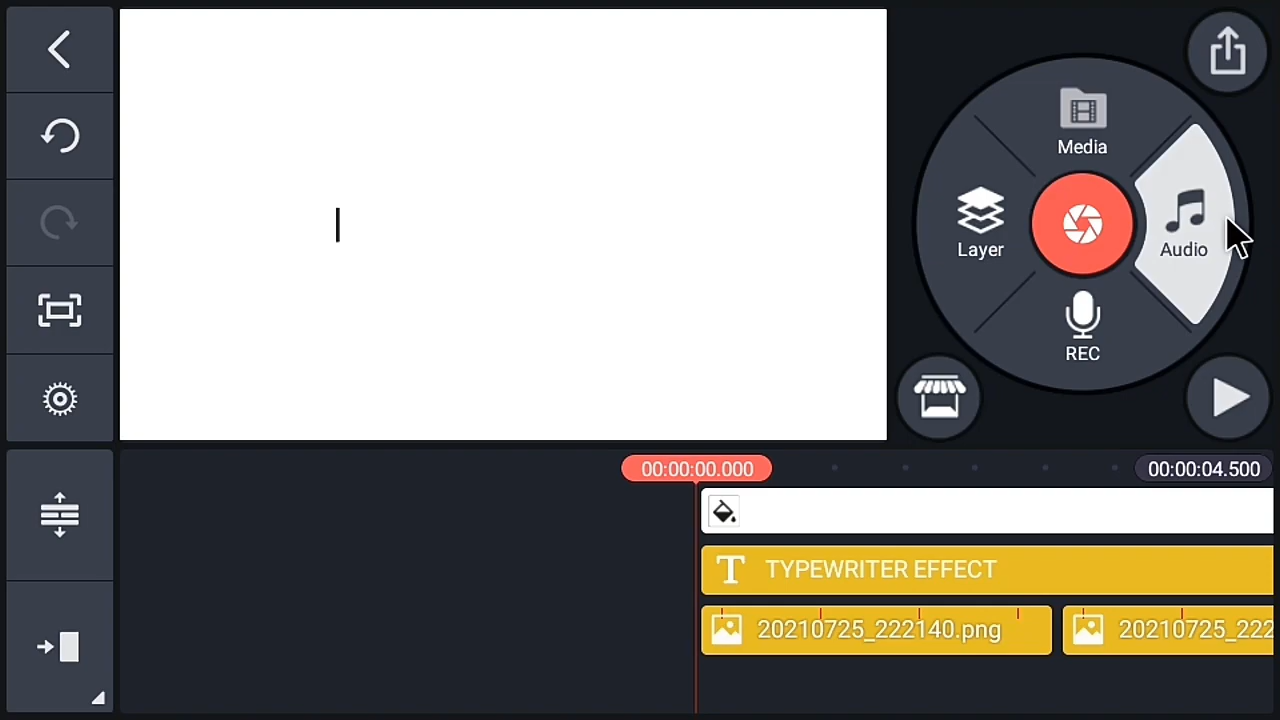 Media
Layer
Audio
REC
00:00:00.000
00:00:04.500
T TYPEWRITER EFFECT
20210725_222140.png
20210725_222